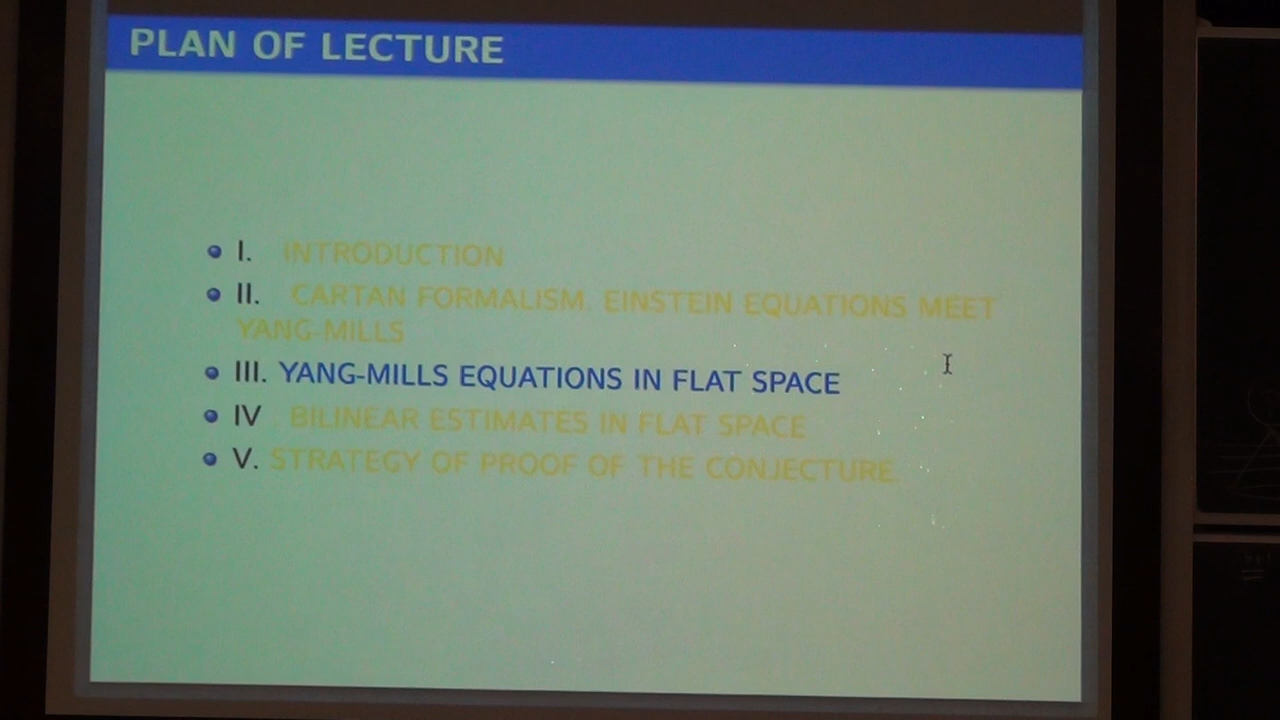 PLAN OF LECTURE
I. INTRODUCTION
II. CARTAN FORMALISM. EINSTEIN EQUATIONS MEET
YANG-MILLS
III. YANG-MILLS EQUATIONS IN FLAT SPACE
IV BILINEAR ESTIMATES IN FLAT SPACE
V. STRATEGY OF PROOF OF THE CONJECTURE.